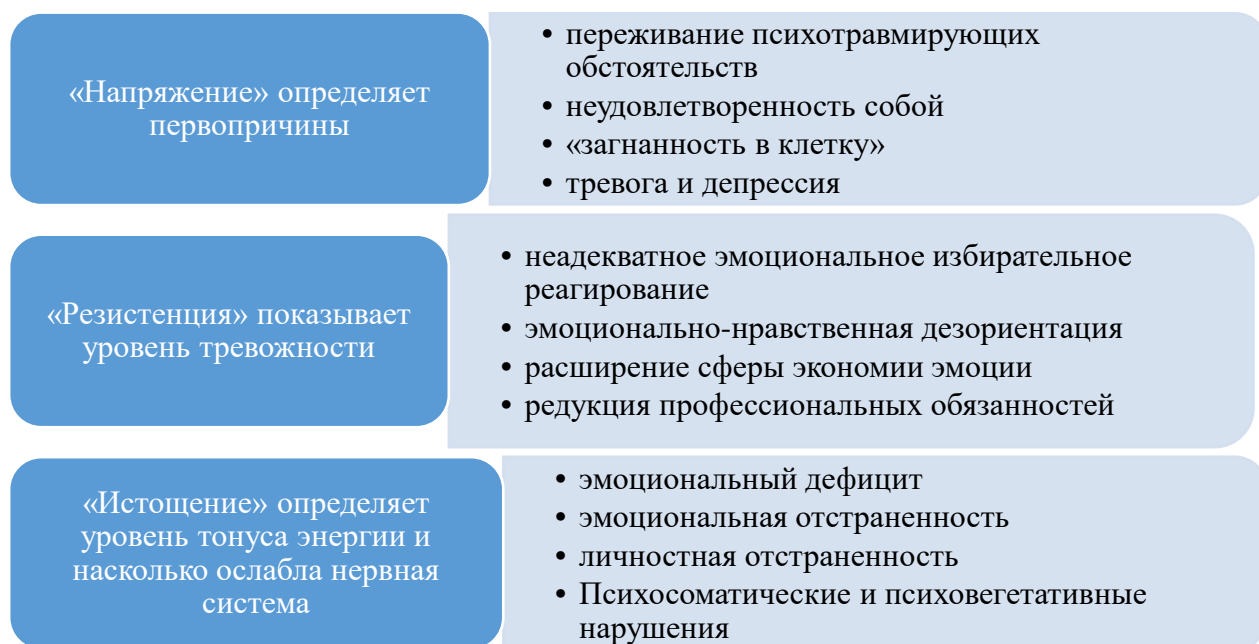 «Напряжение» определяет
первопричины
• переживание психотравмирующих
обстоятельств
• неудовлетворенность собой
• «загнанность в клетку»
• тревога и депрессия
«Резистенция» показывает
уровень тревожности
• неадекватное эмоциональное избирательное
реагирование
• эмоционально-нравственная дезориентация
• расширение сферы экономии эмоции
• редукция профессиональных обязанностей
«Истощение» определяет
уровень тонуса энергии и
насколько ослабла нервная
система
• эмоциональный дефицит
• эмоциональная отстраненность
• личностная отстраненность
• Психосоматические и психовегетативные
нарушения